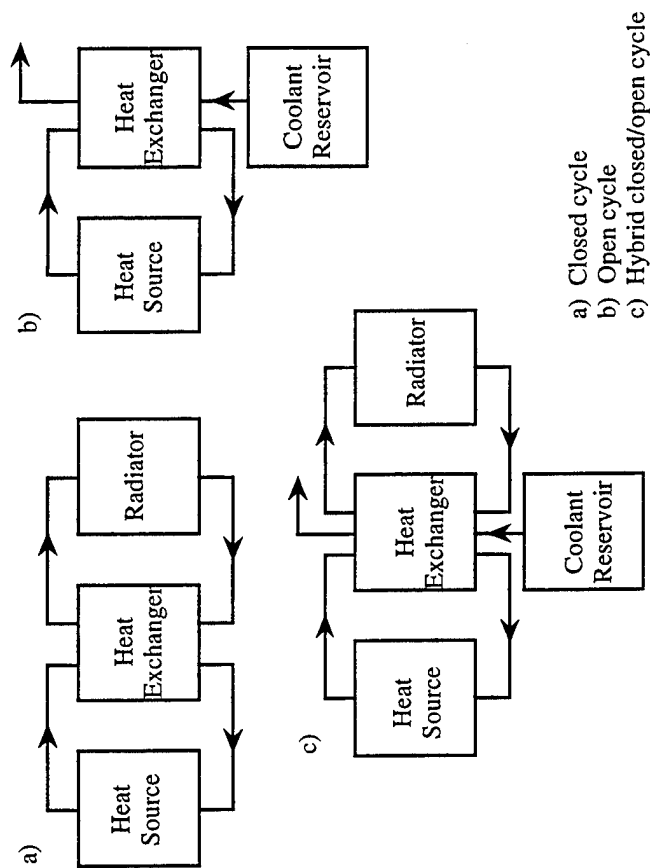 a)
Heat
Source
Heat
Exchanger
Radiator
b)
Heat
Source
Heat
Exchanger
Coolant
Reservoir
c)
Heat
Source
Heat
Exchanger
Radiator
Coolant
Reservoir
a) Closed cycle
b) Open cycle
c) Hybrid closed/open cycle